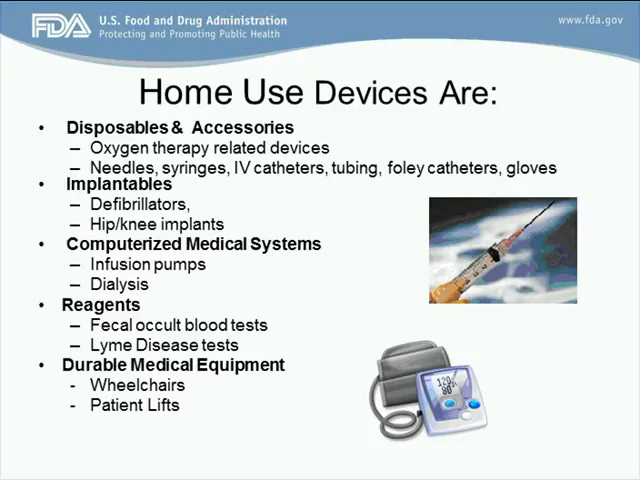 FDA U.S. Food and Drug Administration
Protecting and Promoting Public Health
www.fda.gov
Home Use Devices Are:
• Disposables & Accessories
– Oxygen therapy related devices
– Needles, syringes, IV catheters, tubing, foley catheters, gloves
• Implantables
– Defibrillators,
– Hip/knee implants
• Computerized Medical Systems
– Infusion pumps
– Dialysis
• Reagents
– Fecal occult blood tests
– Lyme Disease tests
• Durable Medical Equipment
- Wheelchairs
- Patient Lifts
120
80